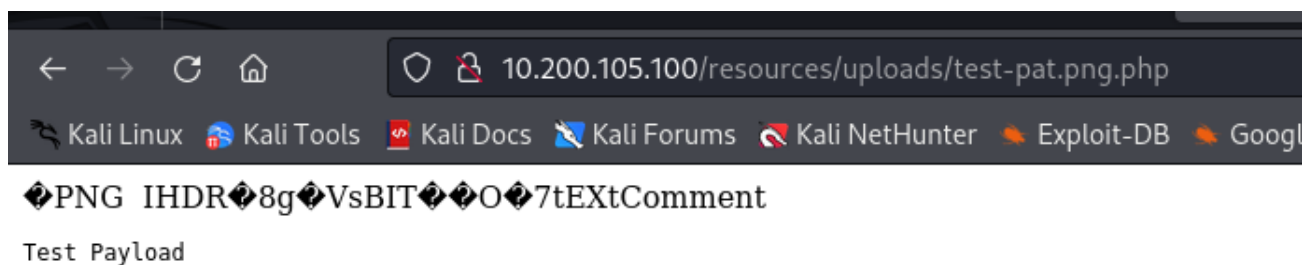 10.200.105.100/resources/uploads/test-pat.png.php
Kali Linux Kali Tools Kali Docs Kali Forums Kali NetHunter Exploit-DB Googl
�PNG IHDR�8g�VsBIT��O�7tEXtComment
Test Payload